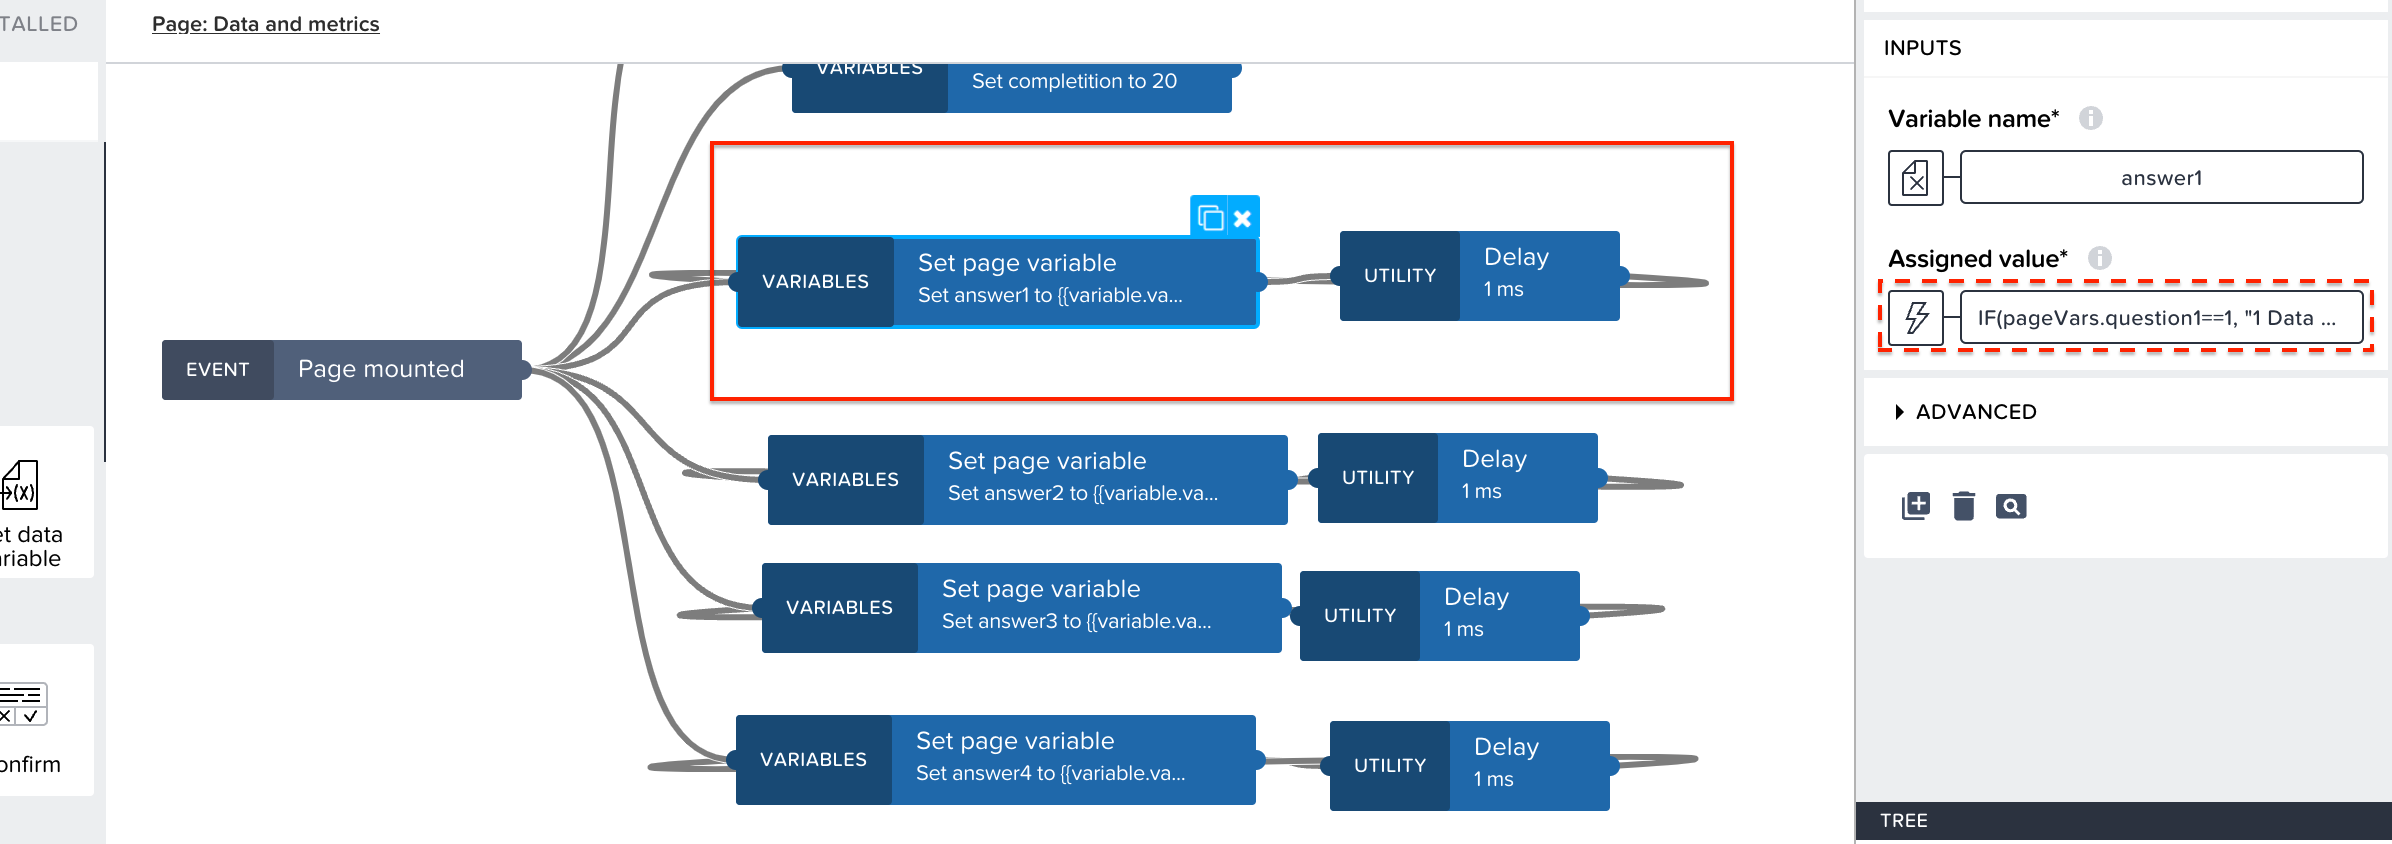 TALLED
Page: Data and metrics
VARIABLES
Set completition to 20
VARIABLES
Set page variable
Set answer1 to {{variable.va...
UTILITY
Delay
1 ms
EVENT
Page mounted
VARIABLES
Set page variable
Set answer2 to {{variable.va...
UTILITY
Delay
1 ms
VARIABLES
Set page variable
Set answer3 to {{variable.va...
UTILITY
Delay
1 ms
VARIABLES
Set page variable
Set answer4 to {{variable.va...
UTILITY
Delay
1 ms
(x)
et data
ariable
onfirm
INPUTS
Variable name*
answer1
Assigned value*
IF(pageVars.question1==1, "1 Data ...
ADVANCED
TREE